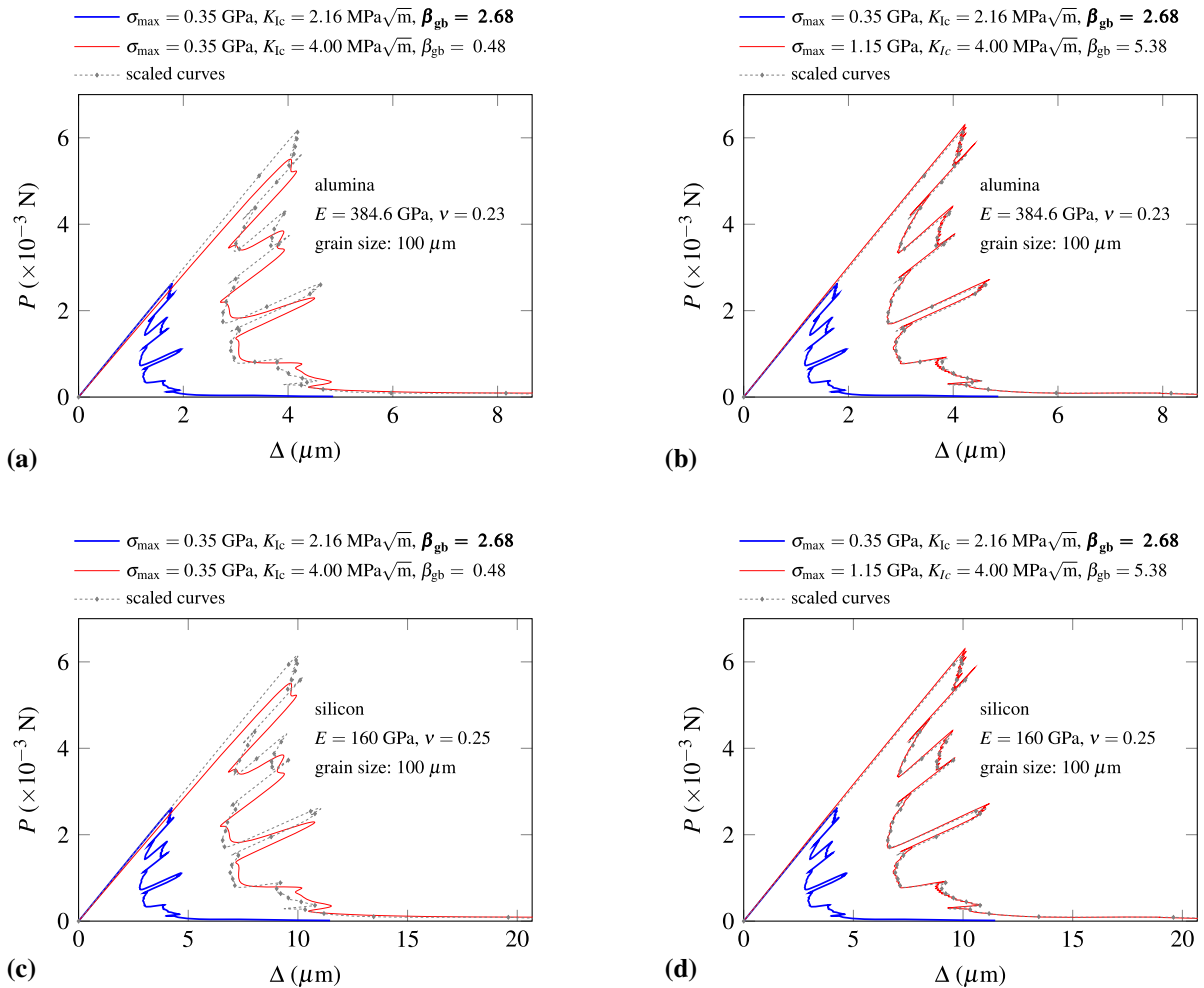 σmax = 0.35 GPa, KIc = 2.16 MPa√m, βgb = 2.68
σmax = 0.35 GPa, KIc = 4.00 MPa√m, βgb = 0.48
scaled curves
6
4
2
0
P (×10−3 N)
alumina
E = 384.6 GPa, ν = 0.23
grain size: 100 μm
0 2 4 6 8
Δ (μm)
(a)
σmax = 0.35 GPa, KIc = 2.16 MPa√m, βgb = 2.68
σmax = 1.15 GPa, KIc = 4.00 MPa√m, βgb = 5.38
scaled curves
6
4
2
0
P (×10−3 N)
alumina
E = 384.6 GPa, ν = 0.23
grain size: 100 μm
0 2 4 6 8
Δ (μm)
(b)
σmax = 0.35 GPa, KIc = 2.16 MPa√m, βgb = 2.68
σmax = 0.35 GPa, KIc = 4.00 MPa√m, βgb = 0.48
scaled curves
6
4
2
0
P (×10−3 N)
silicon
E = 160 GPa, ν = 0.25
grain size: 100 μm
0 5 10 15 20
Δ (μm)
(c)
σmax = 0.35 GPa, KIc = 2.16 MPa√m, βgb = 2.68
σmax = 1.15 GPa, KIc = 4.00 MPa√m, βgb = 5.38
scaled curves
6
4
2
0
P (×10−3 N)
silicon
E = 160 GPa, ν = 0.25
grain size: 100 μm
0 5 10 15 20
Δ (μm)
(d)